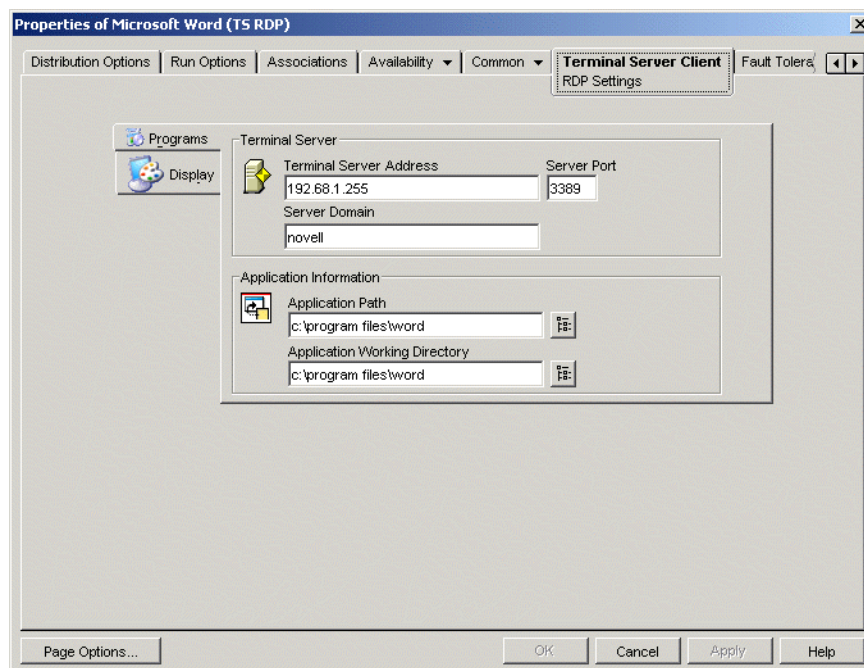 Properties of Microsoft Word (TS RDP)
Distribution Options Run Options Associations Availability Common Terminal Server Client Fault Tolera
RDP Settings
Programs
Display
Terminal Server
Terminal Server Address Server Port
192.68.1.255 3389
Server Domain
novell
Application Information
Application Path
c:\program files\word
Application Working Directory
c:\program files\word
Page Options... OK Cancel Apply Help